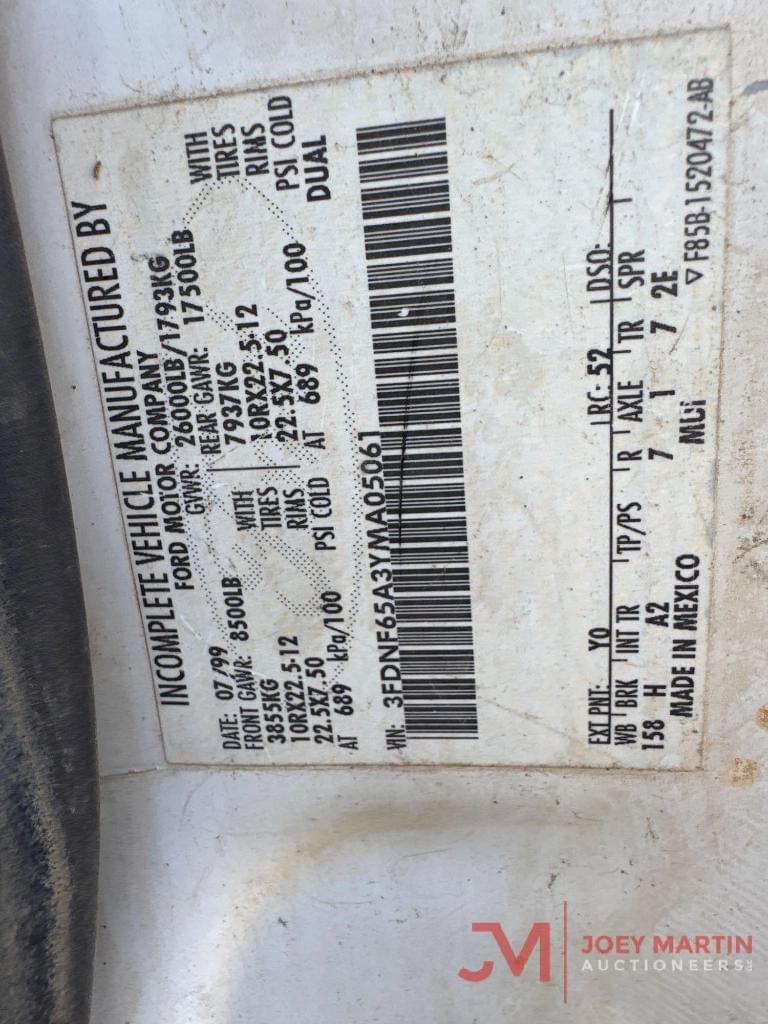 INCOMPLETE VEHICLE MANUFACTURED BY
FORD MOTOR COMPANY
DATE: 07/99 GVWR: 26000LB/1793KG
FRONT GAWR: 8500LB REAR GAWR: 17500LB
3855KG WITH 7937KG WITH
10RX22.5-12 TIRES 10RX22.5-12 TIRES
22.5X7.50 RIMS 22.5X7.50 RIMS
AT 689 kPa/100 PSI COLD AT 689 kPa/100 PSI COLD
DUAL
VIN: 3FDNF65A3YMA05061
EXT PNT: YO RC: 52 DSO:
WB BRK INT TR TP/PS R AXLE TR SPR
158 H A2 7 1 7 2E
MADE IN MEXICO
▽ F85B-1520472-AB
JM JOEY MARTIN
AUCTIONEERS